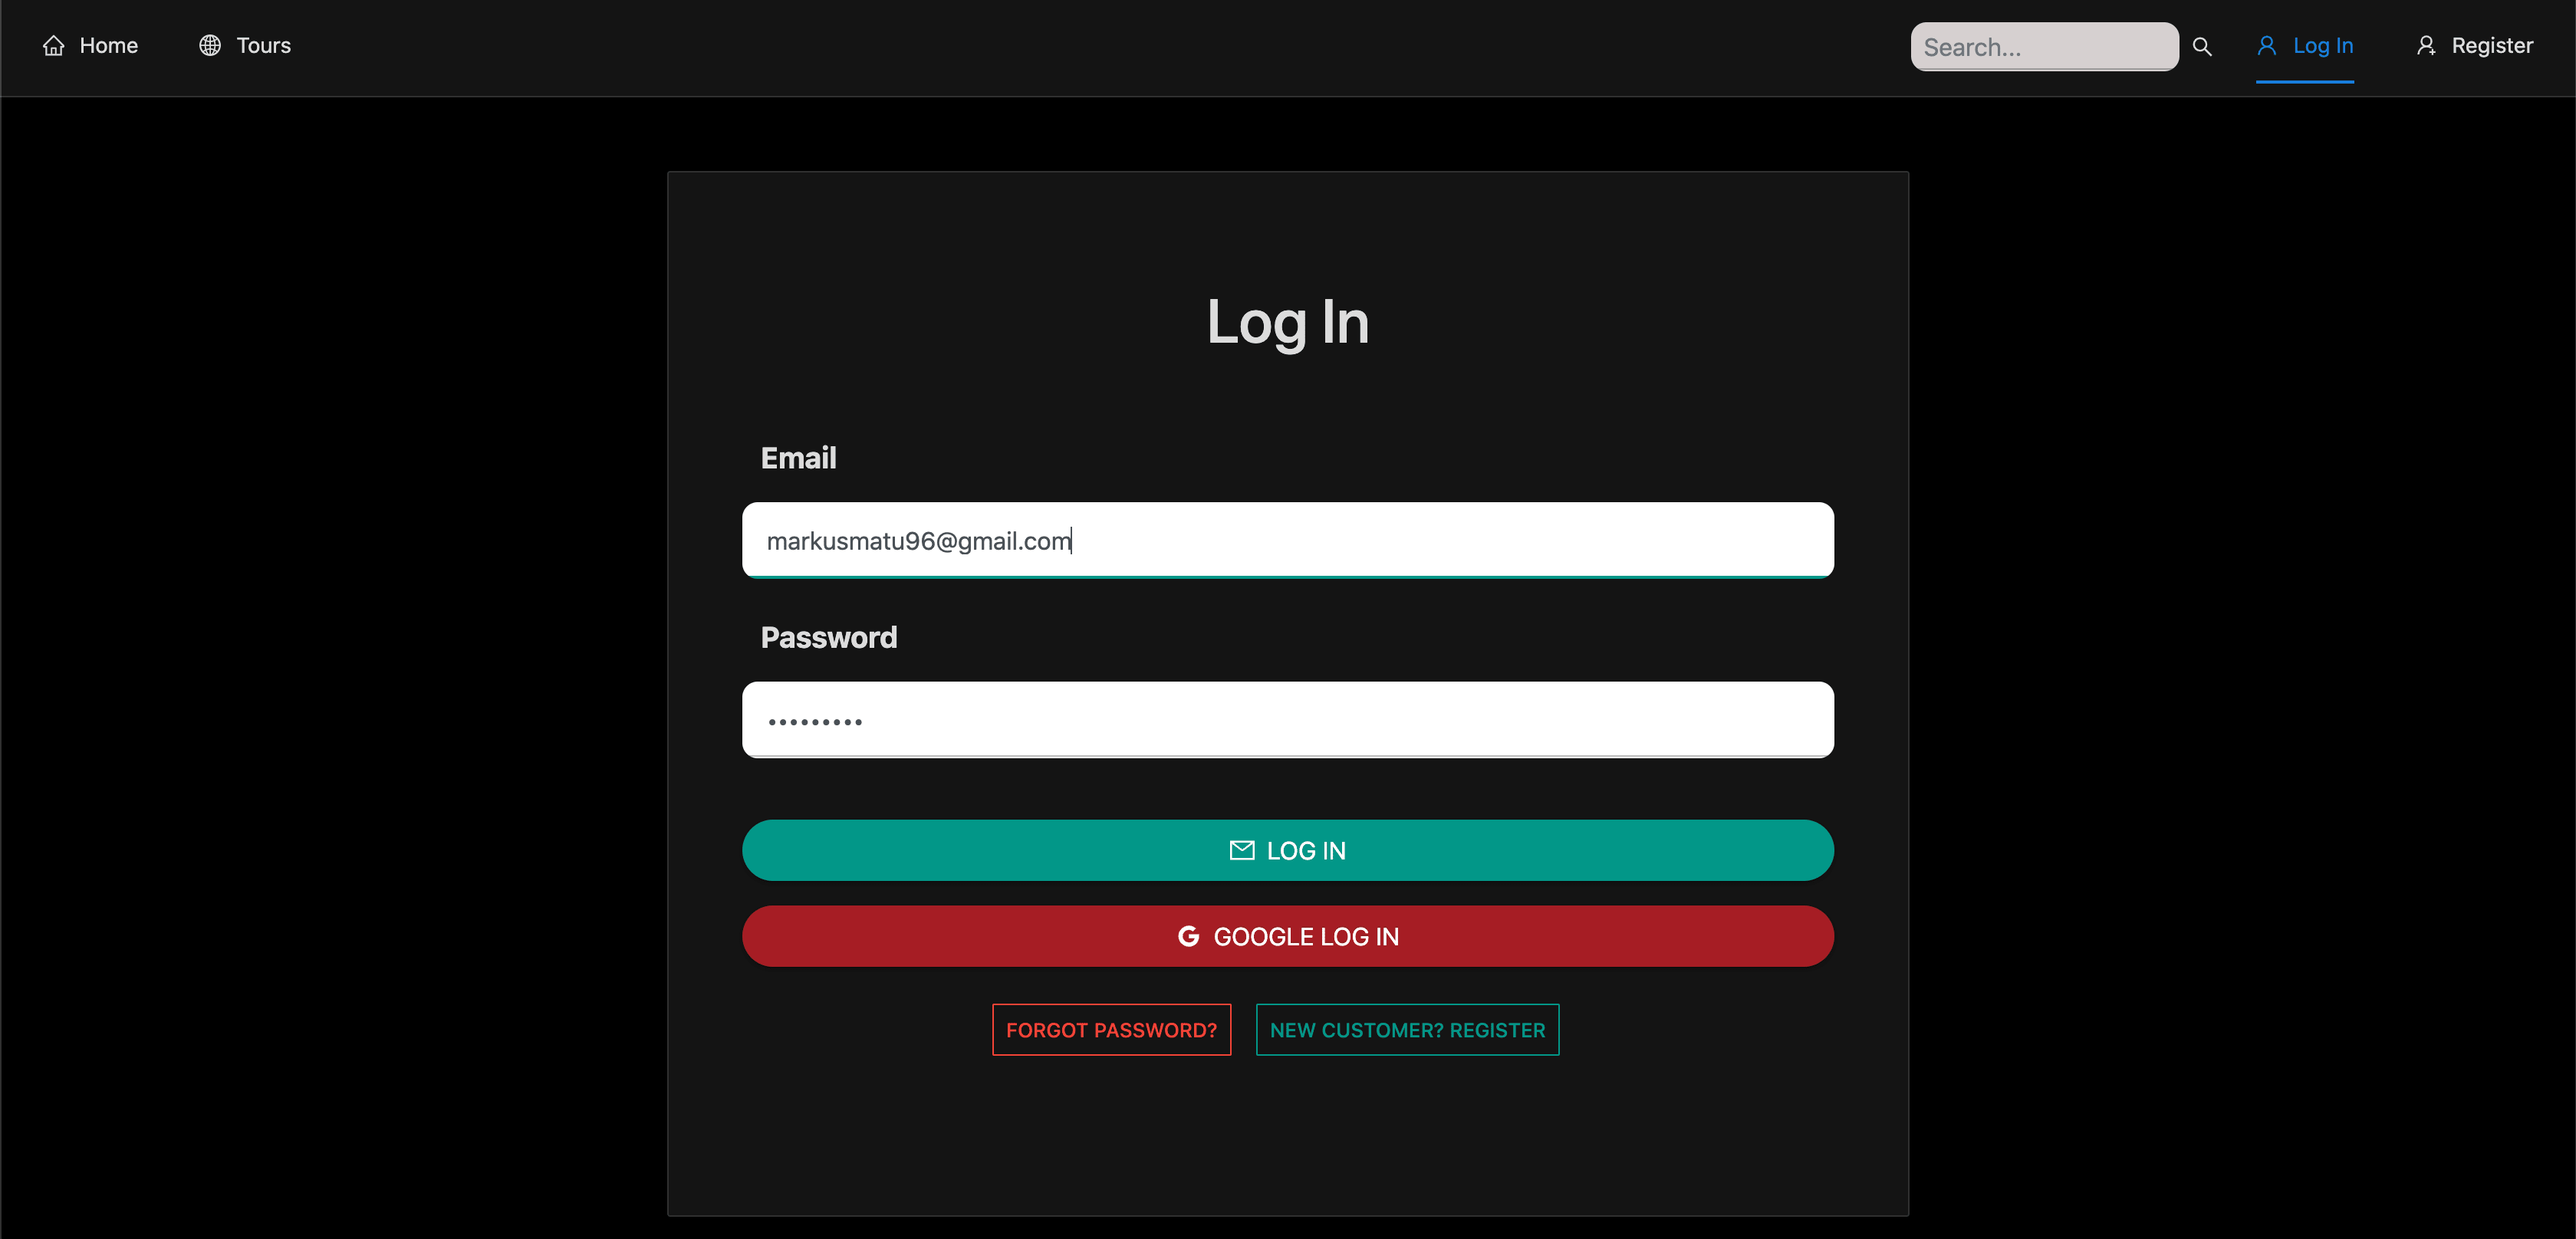 Home Tours Search... Log In Register
Log In
Email
markusmatu96@gmail.com
Password
•••••••••
LOG IN
GOOGLE LOG IN
FORGOT PASSWORD? NEW CUSTOMER? REGISTER